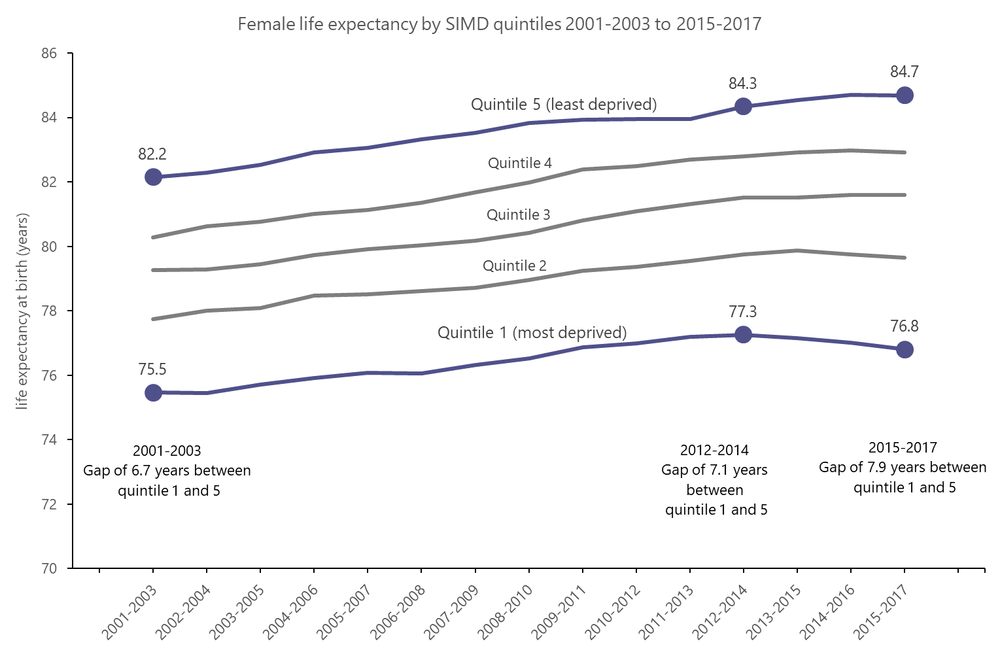 Female life expectancy by SIMD quintiles 2001-2003 to 2015-2017
life expectancy at birth (years)
86
84
82
80
78
76
74
72
70
82.2
84.3
84.7
Quintile 5 (least deprived)
Quintile 4
Quintile 3
Quintile 2
Quintile 1 (most deprived)
75.5
77.3
76.8
2001-2003
Gap of 6.7 years between
quintile 1 and 5
2012-2014
Gap of 7.1 years
between
quintile 1 and 5
2015-2017
Gap of 7.9 years between
quintile 1 and 5
2001-2003
2002-2004
2003-2005
2004-2006
2005-2007
2006-2008
2007-2009
2008-2010
2009-2011
2010-2012
2011-2013
2012-2014
2013-2015
2014-2016
2015-2017